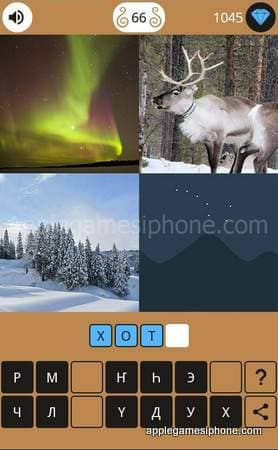 66
1045
applegamesiphone.com
Х О Т
Р М Ҥ Һ Э ?
Ч Л Ү Д У Х
applegamesiphone.com